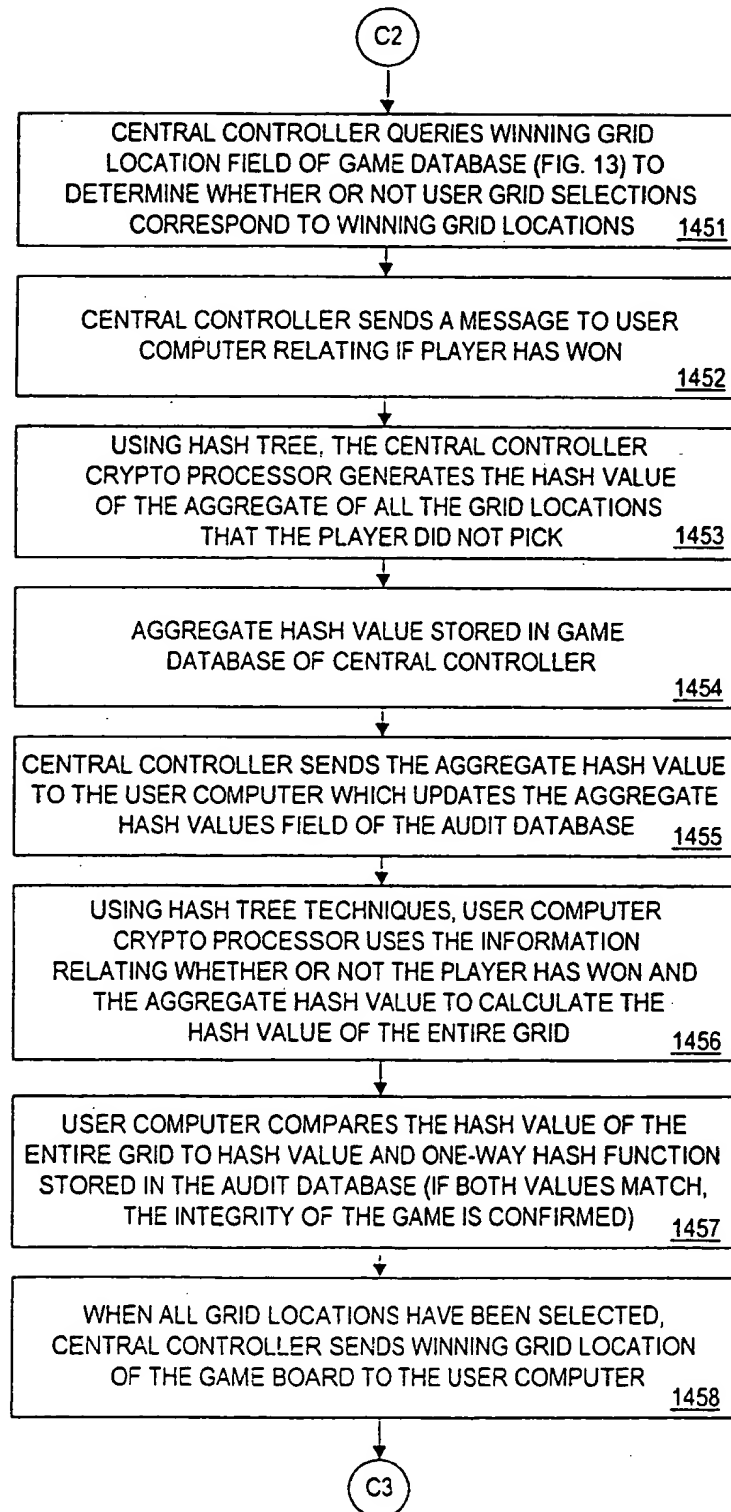 C2
CENTRAL CONTROLLER QUERIES WINNING GRID
LOCATION FIELD OF GAME DATABASE (FIG. 13) TO
DETERMINE WHETHER OR NOT USER GRID SELECTIONS
CORRESPOND TO WINNING GRID LOCATIONS 1451
CENTRAL CONTROLLER SENDS A MESSAGE TO USER
COMPUTER RELATING IF PLAYER HAS WON
1452
USING HASH TREE, THE CENTRAL CONTROLLER
CRYPTO PROCESSOR GENERATES THE HASH VALUE
OF THE AGGREGATE OF ALL THE GRID LOCATIONS
THAT THE PLAYER DID NOT PICK 1453
AGGREGATE HASH VALUE STORED IN GAME
DATABASE OF CENTRAL CONTROLLER
1454
CENTRAL CONTROLLER SENDS THE AGGREGATE HASH VALUE
TO THE USER COMPUTER WHICH UPDATES THE AGGREGATE
HASH VALUES FIELD OF THE AUDIT DATABASE 1455
USING HASH TREE TECHNIQUES, USER COMPUTER
CRYPTO PROCESSOR USES THE INFORMATION
RELATING WHETHER OR NOT THE PLAYER HAS WON AND
THE AGGREGATE HASH VALUE TO CALCULATE THE
HASH VALUE OF THE ENTIRE GRID 1456
USER COMPUTER COMPARES THE HASH VALUE OF THE
ENTIRE GRID TO HASH VALUE AND ONE-WAY HASH FUNCTION
STORED IN THE AUDIT DATABASE (IF BOTH VALUES MATCH,
THE INTEGRITY OF THE GAME IS CONFIRMED) 1457
WHEN ALL GRID LOCATIONS HAVE BEEN SELECTED,
CENTRAL CONTROLLER SENDS WINNING GRID LOCATION
OF THE GAME BOARD TO THE USER COMPUTER
1458
C3